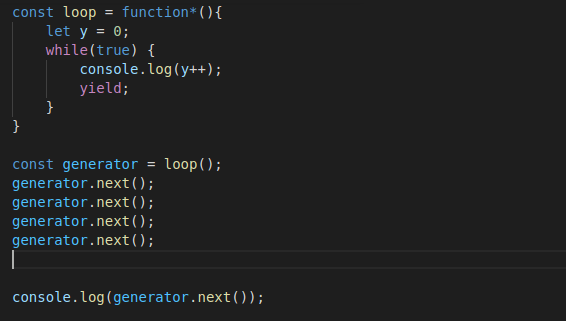 const loop = function*(){
    let y = 0;
    while(true) {
        console.log(y++);
        yield;
    }
}
const generator = loop();
generator.next();
generator.next();
generator.next();
generator.next();
console.log(generator.next());